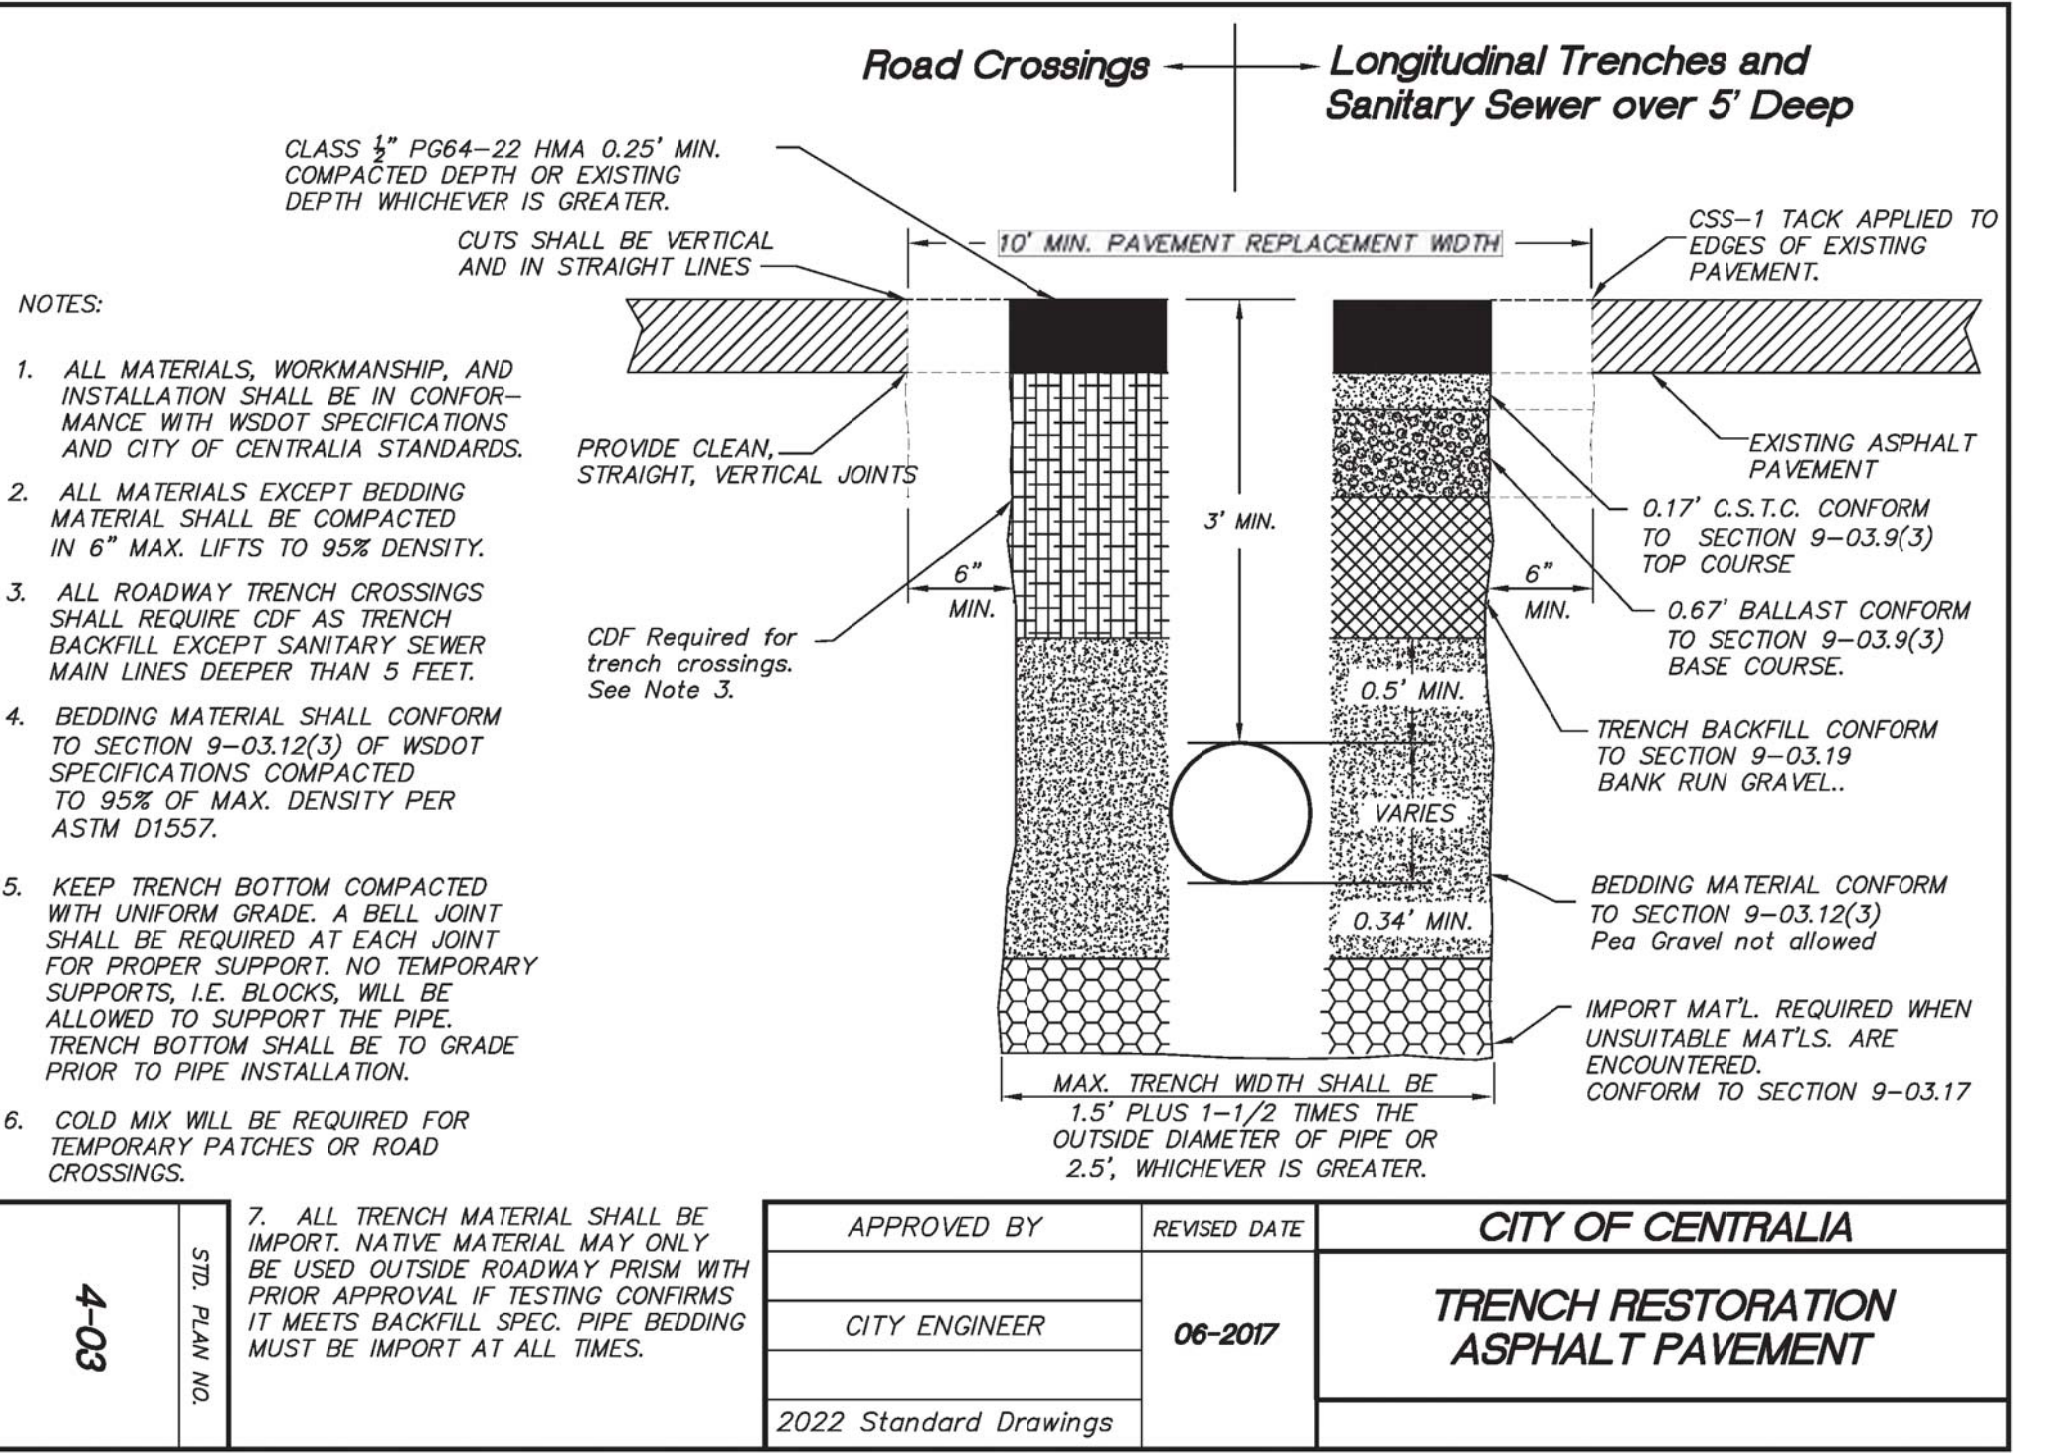 Road Crossings
Longitudinal Trenches and
Sanitary Sewer over 5' Deep
CLASS ½" PG64-22 HMA 0.25' MIN.
COMPACTED DEPTH OR EXISTING
DEPTH WHICHEVER IS GREATER.
CUTS SHALL BE VERTICAL
AND IN STRAIGHT LINES
10' MIN. PAVEMENT REPLACEMENT WIDTH
CSS-1 TACK APPLIED TO
EDGES OF EXISTING
PAVEMENT.
NOTES:
1. ALL MATERIALS, WORKMANSHIP, AND
INSTALLATION SHALL BE IN CONFOR-
MANCE WITH WSDOT SPECIFICATIONS
AND CITY OF CENTRALIA STANDARDS.
2. ALL MATERIALS EXCEPT BEDDING
MATERIAL SHALL BE COMPACTED
IN 6" MAX. LIFTS TO 95% DENSITY.
3. ALL ROADWAY TRENCH CROSSINGS
SHALL REQUIRE CDF AS TRENCH
BACKFILL EXCEPT SANITARY SEWER
MAIN LINES DEEPER THAN 5 FEET.
4. BEDDING MATERIAL SHALL CONFORM
TO SECTION 9-03.12(3) OF WSDOT
SPECIFICATIONS COMPACTED
TO 95% OF MAX. DENSITY PER
ASTM D1557.
5. KEEP TRENCH BOTTOM COMPACTED
WITH UNIFORM GRADE. A BELL JOINT
SHALL BE REQUIRED AT EACH JOINT
FOR PROPER SUPPORT. NO TEMPORARY
SUPPORTS, I.E. BLOCKS, WILL BE
ALLOWED TO SUPPORT THE PIPE.
TRENCH BOTTOM SHALL BE TO GRADE
PRIOR TO PIPE INSTALLATION.
6. COLD MIX WILL BE REQUIRED FOR
TEMPORARY PATCHES OR ROAD
CROSSINGS.
7. ALL TRENCH MATERIAL SHALL BE
IMPORT. NATIVE MATERIAL MAY ONLY
BE USED OUTSIDE ROADWAY PRISM WITH
PRIOR APPROVAL IF TESTING CONFIRMS
IT MEETS BACKFILL SPEC. PIPE BEDDING
MUST BE IMPORT AT ALL TIMES.
PROVIDE CLEAN,
STRAIGHT, VERTICAL JOINTS
6"
MIN.
CDF Required for
trench crossings.
See Note 3.
3' MIN.
6"
MIN.
0.5' MIN.
VARIES
0.34' MIN.
EXISTING ASPHALT
PAVEMENT
0.17' C.S.T.C. CONFORM
TO SECTION 9-03.9(3)
TOP COURSE
0.67' BALLAST CONFORM
TO SECTION 9-03.9(3)
BASE COURSE.
TRENCH BACKFILL CONFORM
TO SECTION 9-03.19
BANK RUN GRAVEL..
BEDDING MATERIAL CONFORM
TO SECTION 9-03.12(3)
Pea Gravel not allowed
IMPORT MAT'L. REQUIRED WHEN
UNSUITABLE MAT'LS. ARE
ENCOUNTERED.
CONFORM TO SECTION 9-03.17
MAX. TRENCH WIDTH SHALL BE
1.5' PLUS 1-1/2 TIMES THE
OUTSIDE DIAMETER OF PIPE OR
2.5', WHICHEVER IS GREATER.
4-03
STD. PLAN NO.
APPROVED BY
CITY ENGINEER
2022 Standard Drawings
REVISED DATE
06-2017
CITY OF CENTRALIA
TRENCH RESTORATION
ASPHALT PAVEMENT